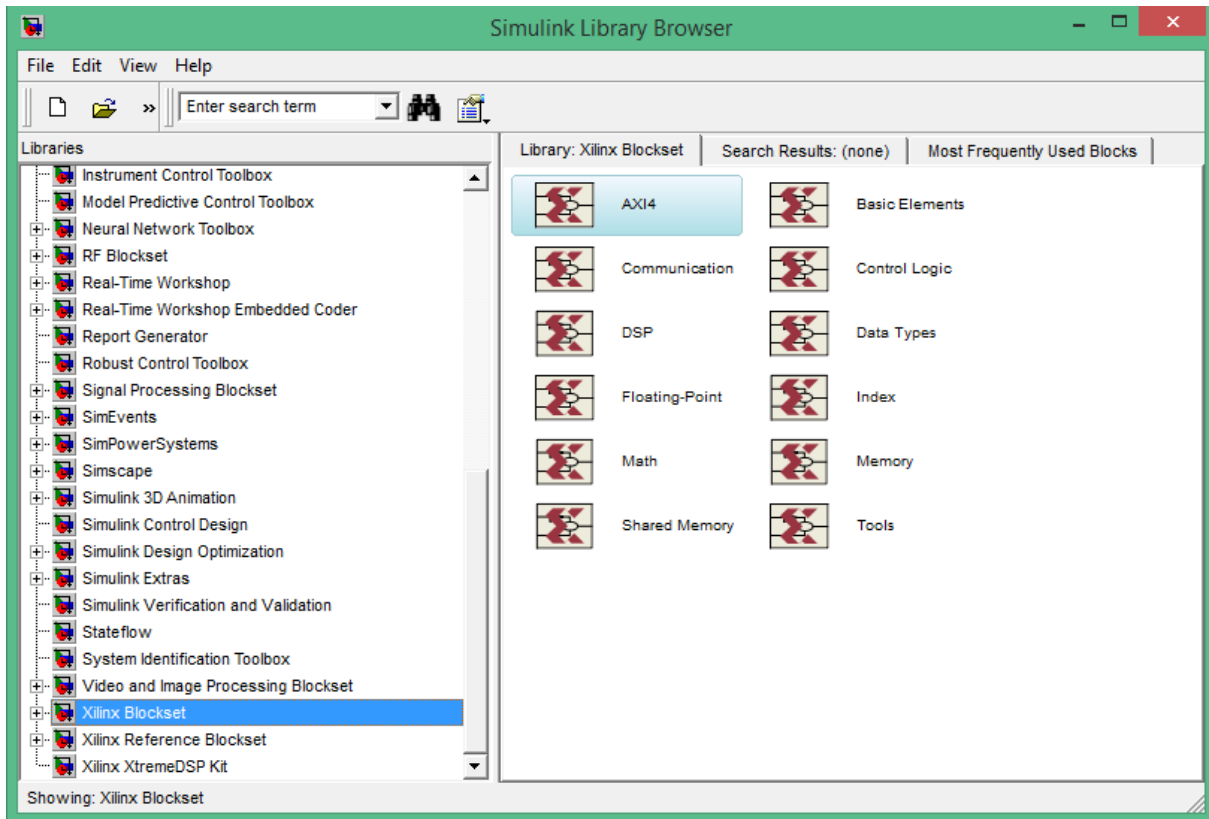 Simulink Library Browser
File Edit View Help
» Enter search term
Libraries
Instrument Control Toolbox
Model Predictive Control Toolbox
Neural Network Toolbox
RF Blockset
Real-Time Workshop
Real-Time Workshop Embedded Coder
Report Generator
Robust Control Toolbox
Signal Processing Blockset
SimEvents
SimPowerSystems
Simscape
Simulink 3D Animation
Simulink Control Design
Simulink Design Optimization
Simulink Extras
Simulink Verification and Validation
Stateflow
System Identification Toolbox
Video and Image Processing Blockset
Xilinx Blockset
Xilinx Reference Blockset
Xilinx XtremeDSP Kit
Library: Xilinx Blockset Search Results: (none) Most Frequently Used Blocks
AXI4 Basic Elements
Communication Control Logic
DSP Data Types
Floating-Point Index
Math Memory
Shared Memory Tools
Showing: Xilinx Blockset